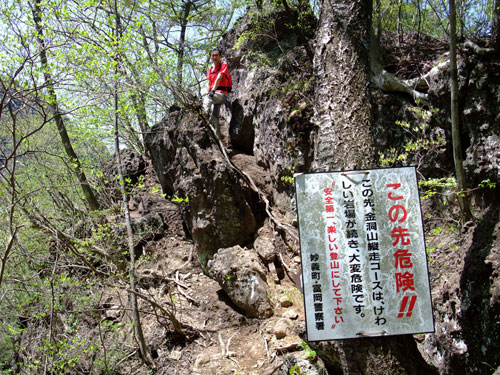 この先危険!!
この先、金洞山縦走コースは、けわ
しい岩場が続き、大変危険です。
“安全第一、楽しい登山にして下さい”
妙義町・富岡警察署